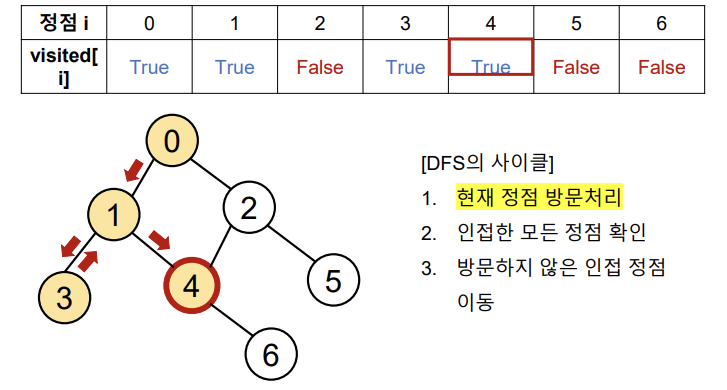 정점 i 0 1 2 3 4 5 6
visited[
i] True True False True True False False
0
1
2
3
4
5
6
[DFS의 사이클]
1. 현재 정점 방문처리
2. 인접한 모든 정점 확인
3. 방문하지 않은 인접 정점
이동